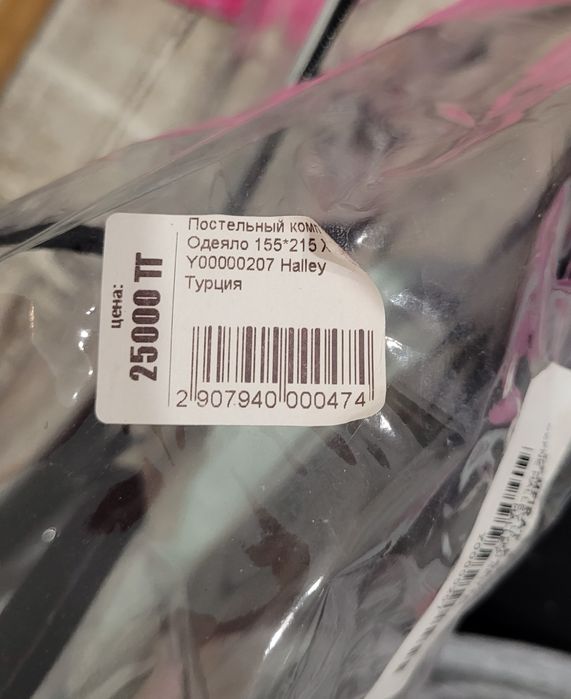 цена:
25000 ТГ
Постельный комп
Одеяло 155*215 Х
Y00000207 Halley
Турция
2 907940 000474